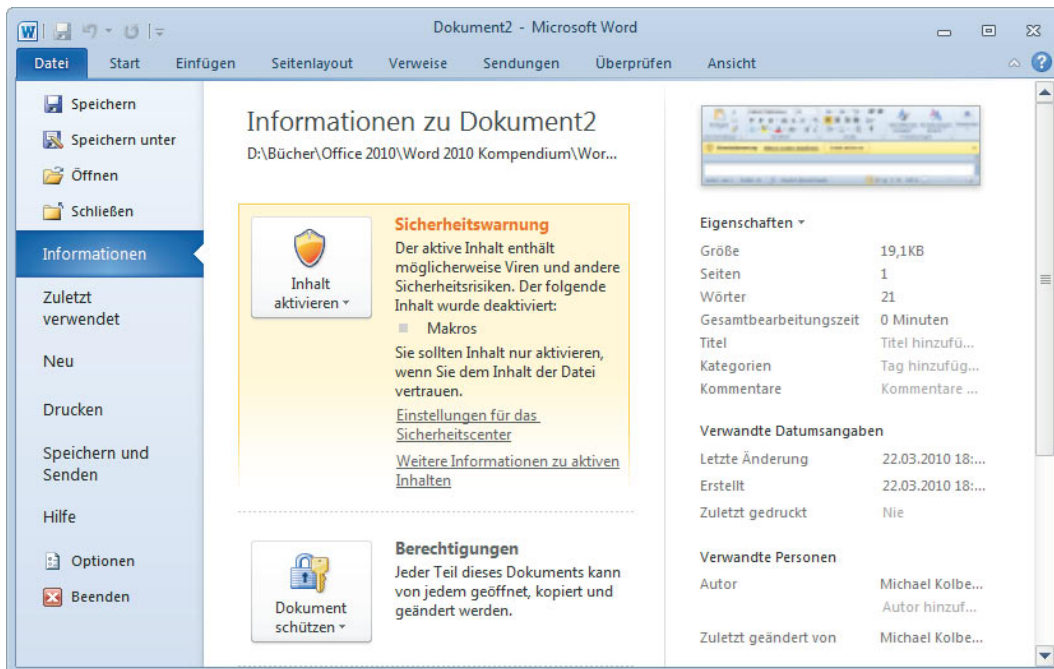 Dokument2 - Microsoft Word
Datei Start Einfügen Seitenlayout Verweise Sendungen Überprüfen Ansicht
Speichern
Speichern unter
Öffnen
Schließen
Informationen
Zuletzt
verwendet
Neu
Drucken
Speichern und
Senden
Hilfe
Optionen
Beenden
Informationen zu Dokument2
D:\Bücher\Office 2010\Word 2010 Kompendium\Wor...
Inhalt
aktivieren
Sicherheitswarnung
Der aktive Inhalt enthält
möglicherweise Viren und andere
Sicherheitsrisiken. Der folgende
Inhalt wurde deaktiviert:
Makros
Sie sollten Inhalt nur aktivieren,
wenn Sie dem Inhalt der Datei
vertrauen.
Einstellungen für das
Sicherheitscenter
Weitere Informationen zu aktiven
Inhalten
Dokument
schützen
Berechtigungen
Jeder Teil dieses Dokuments kann
von jedem geöffnet, kopiert und
geändert werden.
Eigenschaften
Größe 19,1KB
Seiten 1
Wörter 21
Gesamtbearbeitungszeit 0 Minuten
Titel Titel hinzufü...
Kategorien Tag hinzufüg...
Kommentare Kommentare ...
Verwandte Datumsangaben
Letzte Änderung 22.03.2010 18:...
Erstellt 22.03.2010 18:...
Zuletzt gedruckt Nie
Verwandte Personen
Autor Michael Kolbe...
Autor hinzuf...
Zuletzt geändert von Michael Kolbe...